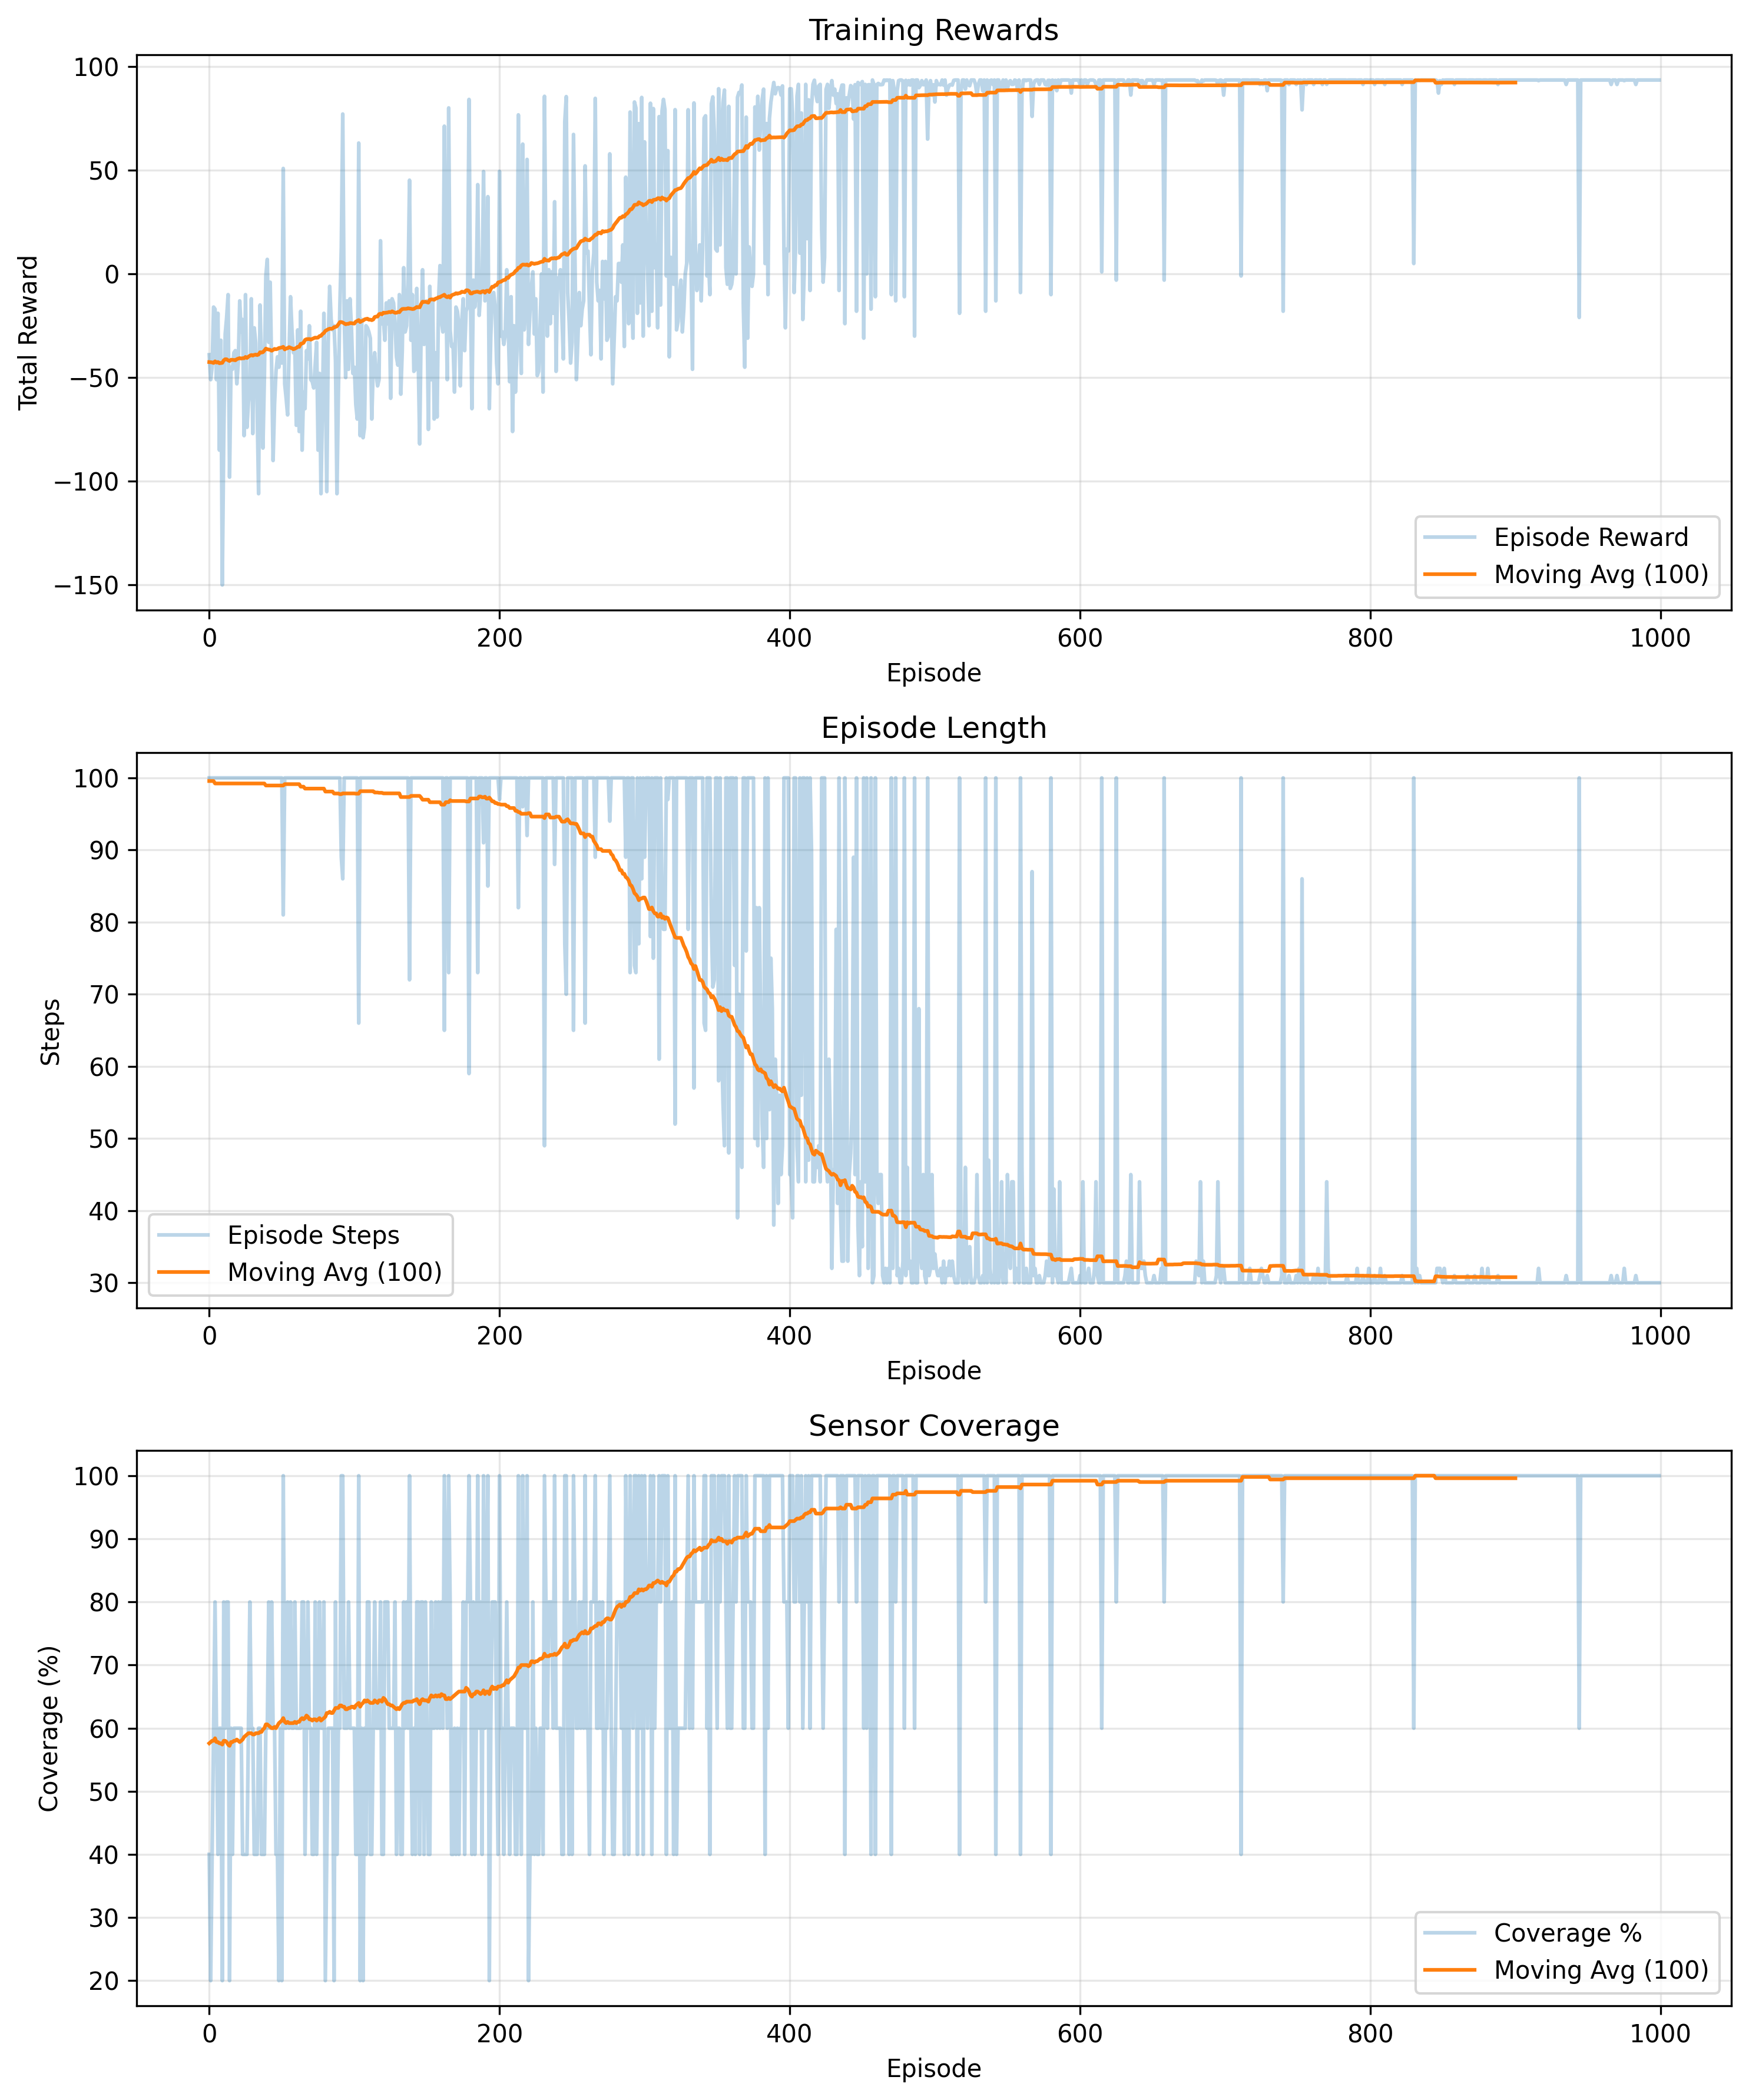 Training Rewards
100
50
0
−50
−100
−150
Total Reward
Episode Reward
Moving Avg (100)
0 200 400 600 800 1000
Episode
Episode Length
100
90
80
70
60
50
40
30
Steps
Episode Steps
Moving Avg (100)
0 200 400 600 800 1000
Episode
Sensor Coverage
100
90
80
70
60
50
40
30
20
Coverage (%)
Coverage %
Moving Avg (100)
0 200 400 600 800 1000
Episode